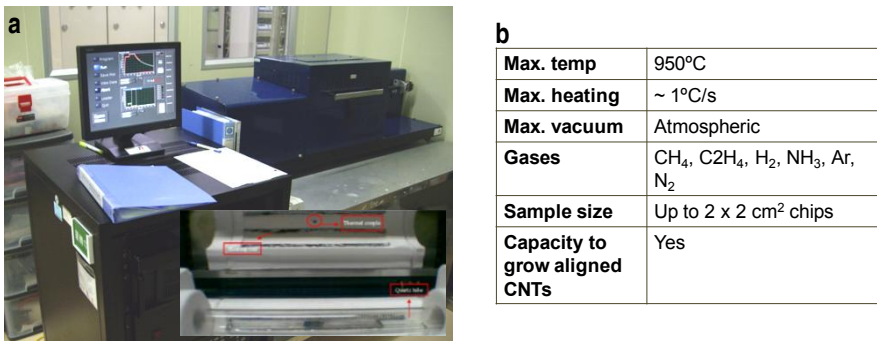 a
Thermal couple
Quartz tube
b
Max. temp 950ºC
Max. heating ~ 1ºC/s
Max. vacuum Atmospheric
Gases CH₄, C2H₄, H₂, NH₃, Ar,
N₂
Sample size Up to 2 x 2 cm² chips
Capacity to Yes
grow aligned
CNTs